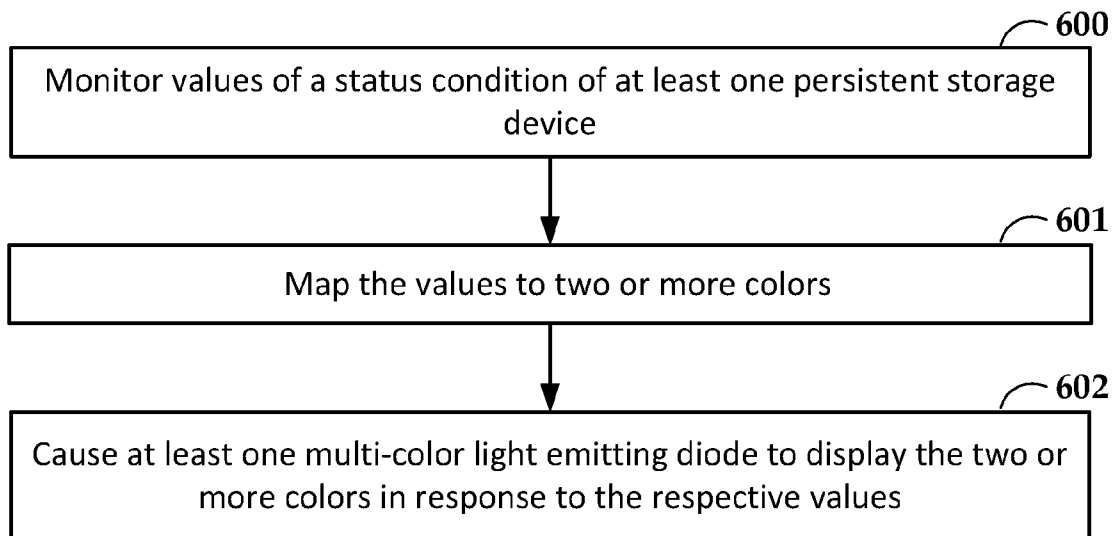 600
Monitor values of a status condition of at least one persistent storage
device
601
Map the values to two or more colors
602
Cause at least one multi-color light emitting diode to display the two or
more colors in response to the respective values